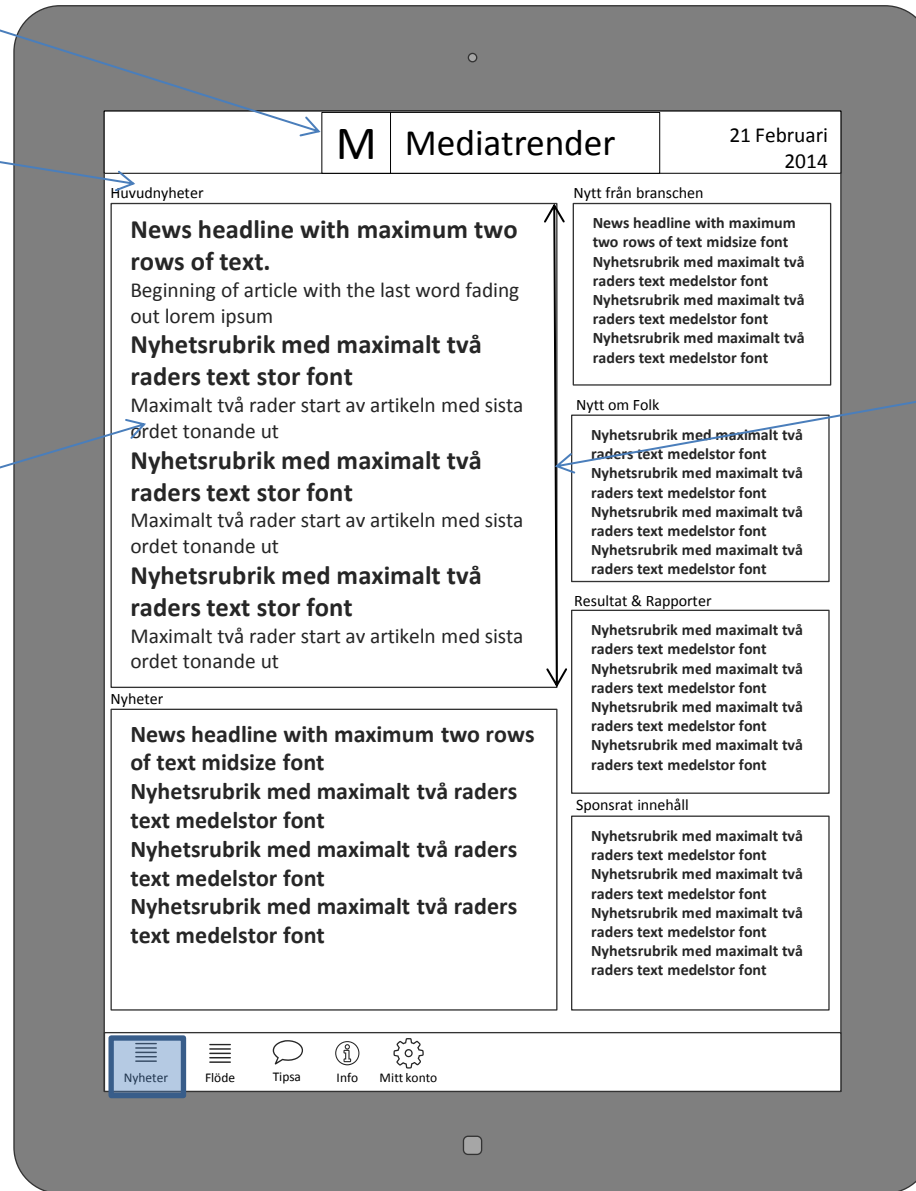 M Mediatrender
21 Februari
2014
Huvudnyheter
News headline with maximum two
rows of text.
Beginning of article with the last word fading
out lorem ipsum
Nyhetsrubrik med maximalt två
raders text stor font
Maximalt två rader start av artikeln med sista
ordet tonande ut
Nyhetsrubrik med maximalt två
raders text stor font
Maximalt två rader start av artikeln med sista
ordet tonande ut
Nyhetsrubrik med maximalt två
raders text stor font
Maximalt två rader start av artikeln med sista
ordet tonande ut
Nyheter
News headline with maximum two rows
of text midsize font
Nyhetsrubrik med maximalt två raders
text medelstor font
Nyhetsrubrik med maximalt två raders
text medelstor font
Nyhetsrubrik med maximalt två raders
text medelstor font
Nytt från branschen
News headline with maximum
two rows of text midsize font
Nyhetsrubrik med maximalt två
raders text medelstor font
Nyhetsrubrik med maximalt två
raders text medelstor font
Nyhetsrubrik med maximalt två
raders text medelstor font
Nytt om Folk
Nyhetsrubrik med maximalt två
raders text medelstor font
Nyhetsrubrik med maximalt två
raders text medelstor font
Nyhetsrubrik med maximalt två
raders text medelstor font
Nyhetsrubrik med maximalt två
raders text medelstor font
Resultat & Rapporter
Nyhetsrubrik med maximalt två
raders text medelstor font
Nyhetsrubrik med maximalt två
raders text medelstor font
Nyhetsrubrik med maximalt två
raders text medelstor font
Nyhetsrubrik med maximalt två
raders text medelstor font
Sponsrat innehåll
Nyhetsrubrik med maximalt två
raders text medelstor font
Nyhetsrubrik med maximalt två
raders text medelstor font
Nyhetsrubrik med maximalt två
raders text medelstor font
Nyhetsrubrik med maximalt två
raders text medelstor font
Nyheter Flöde Tipsa Info Mitt konto